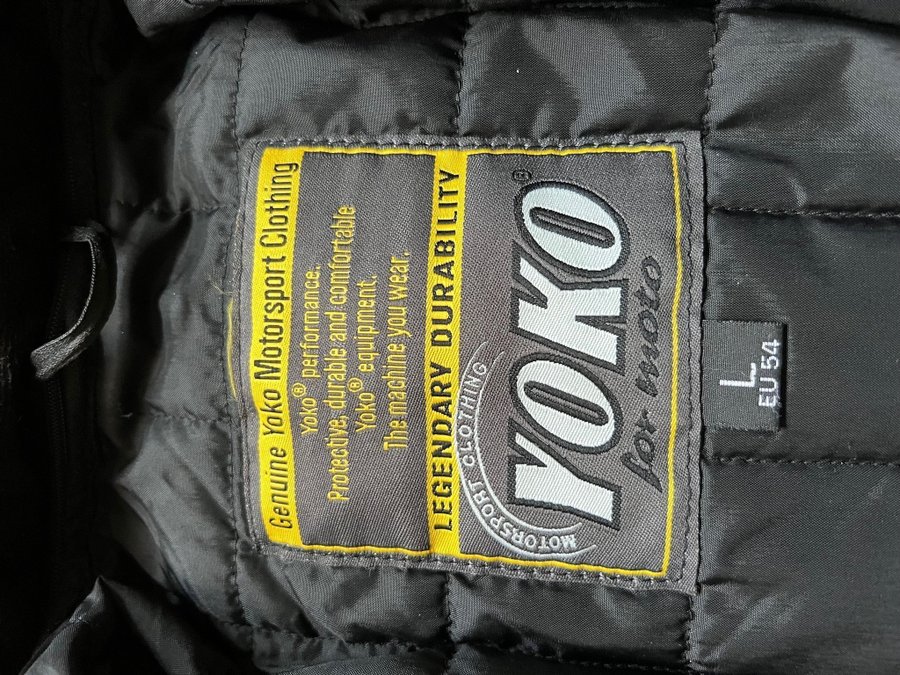 Genuine Yoko Motorsport Clothing
Yoko® performance.
Protective, durable and comfortable
Yoko® equipment.
The machine you wear.
LEGENDARY DURABILITY
MOTORSPORT CLOTHING
YOKO®
for moto
L
EU 54